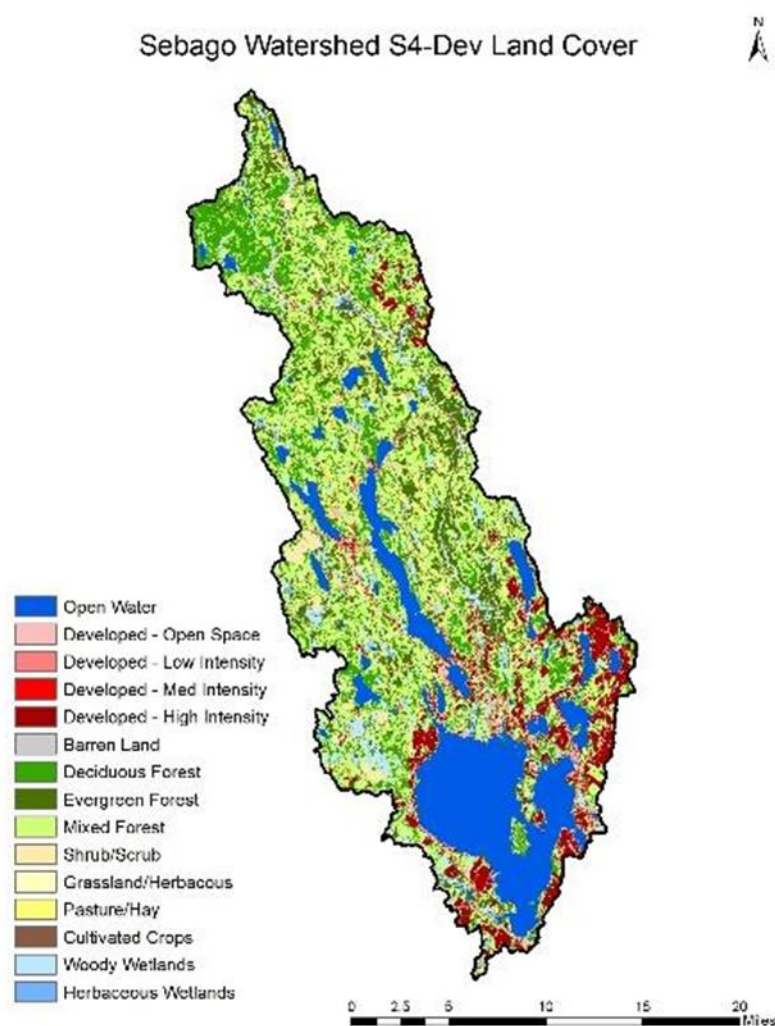 N
Sebago Watershed S4-Dev Land Cover
Open Water
Developed - Open Space
Developed - Low Intensity
Developed - Med Intensity
Developed - High Intensity
Barren Land
Deciduous Forest
Evergreen Forest
Mixed Forest
Shrub/Scrub
Grassland/Herbacous
Pasture/Hay
Cultivated Crops
Woody Wetlands
Herbaceous Wetlands
0 2.5 5 10 15 20
Miles